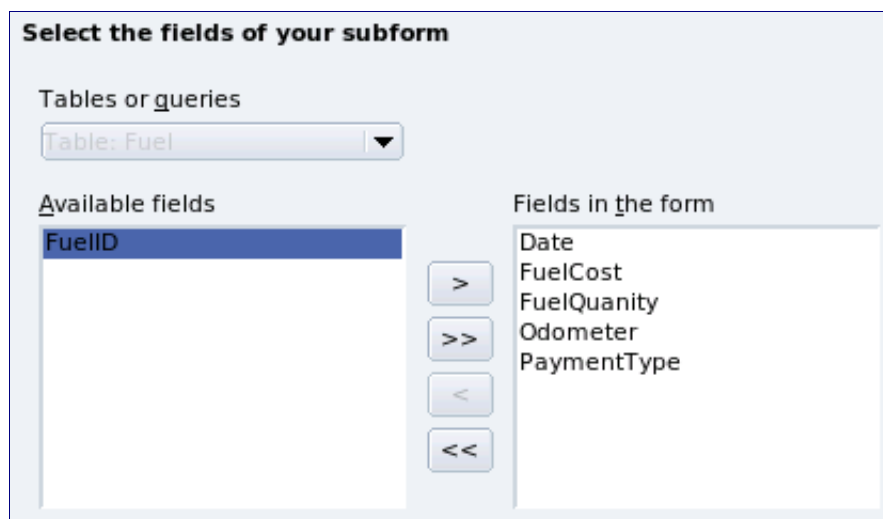 Select the fields of your subform
Tables or queries
Table: Fuel
Available fields
Fields in the form
FuelID
Date
FuelCost
FuelQuanity
Odometer
PaymentType
>
>>
<
<<